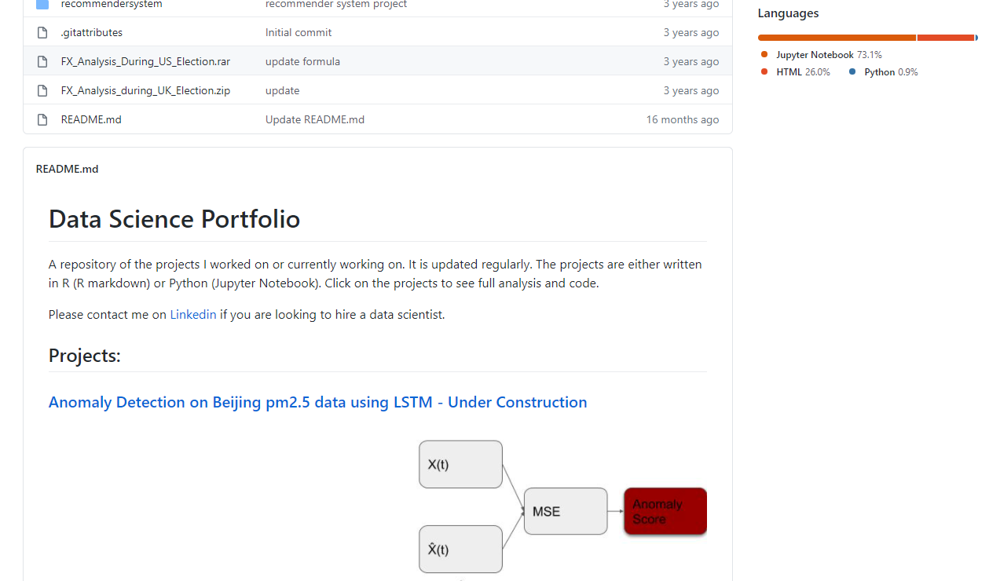 recommendersystem recommender system project 3 years ago
.gitattributes Initial commit 3 years ago
FX_Analysis_During_US_Election.rar update formula 3 years ago
FX_Analysis_during_UK_Election.zip update 3 years ago
README.md Update README.md 16 months ago
Languages
Jupyter Notebook 73.1%
HTML 26.0% Python 0.9%
README.md
Data Science Portfolio
A repository of the projects I worked on or currently working on. It is updated regularly. The projects are either written
in R (R markdown) or Python (Jupyter Notebook). Click on the projects to see full analysis and code.
Please contact me on Linkedin if you are looking to hire a data scientist.
Projects:
Anomaly Detection on Beijing pm2.5 data using LSTM - Under Construction
X(t)
MSE
Anomaly
Score
X̂(t)